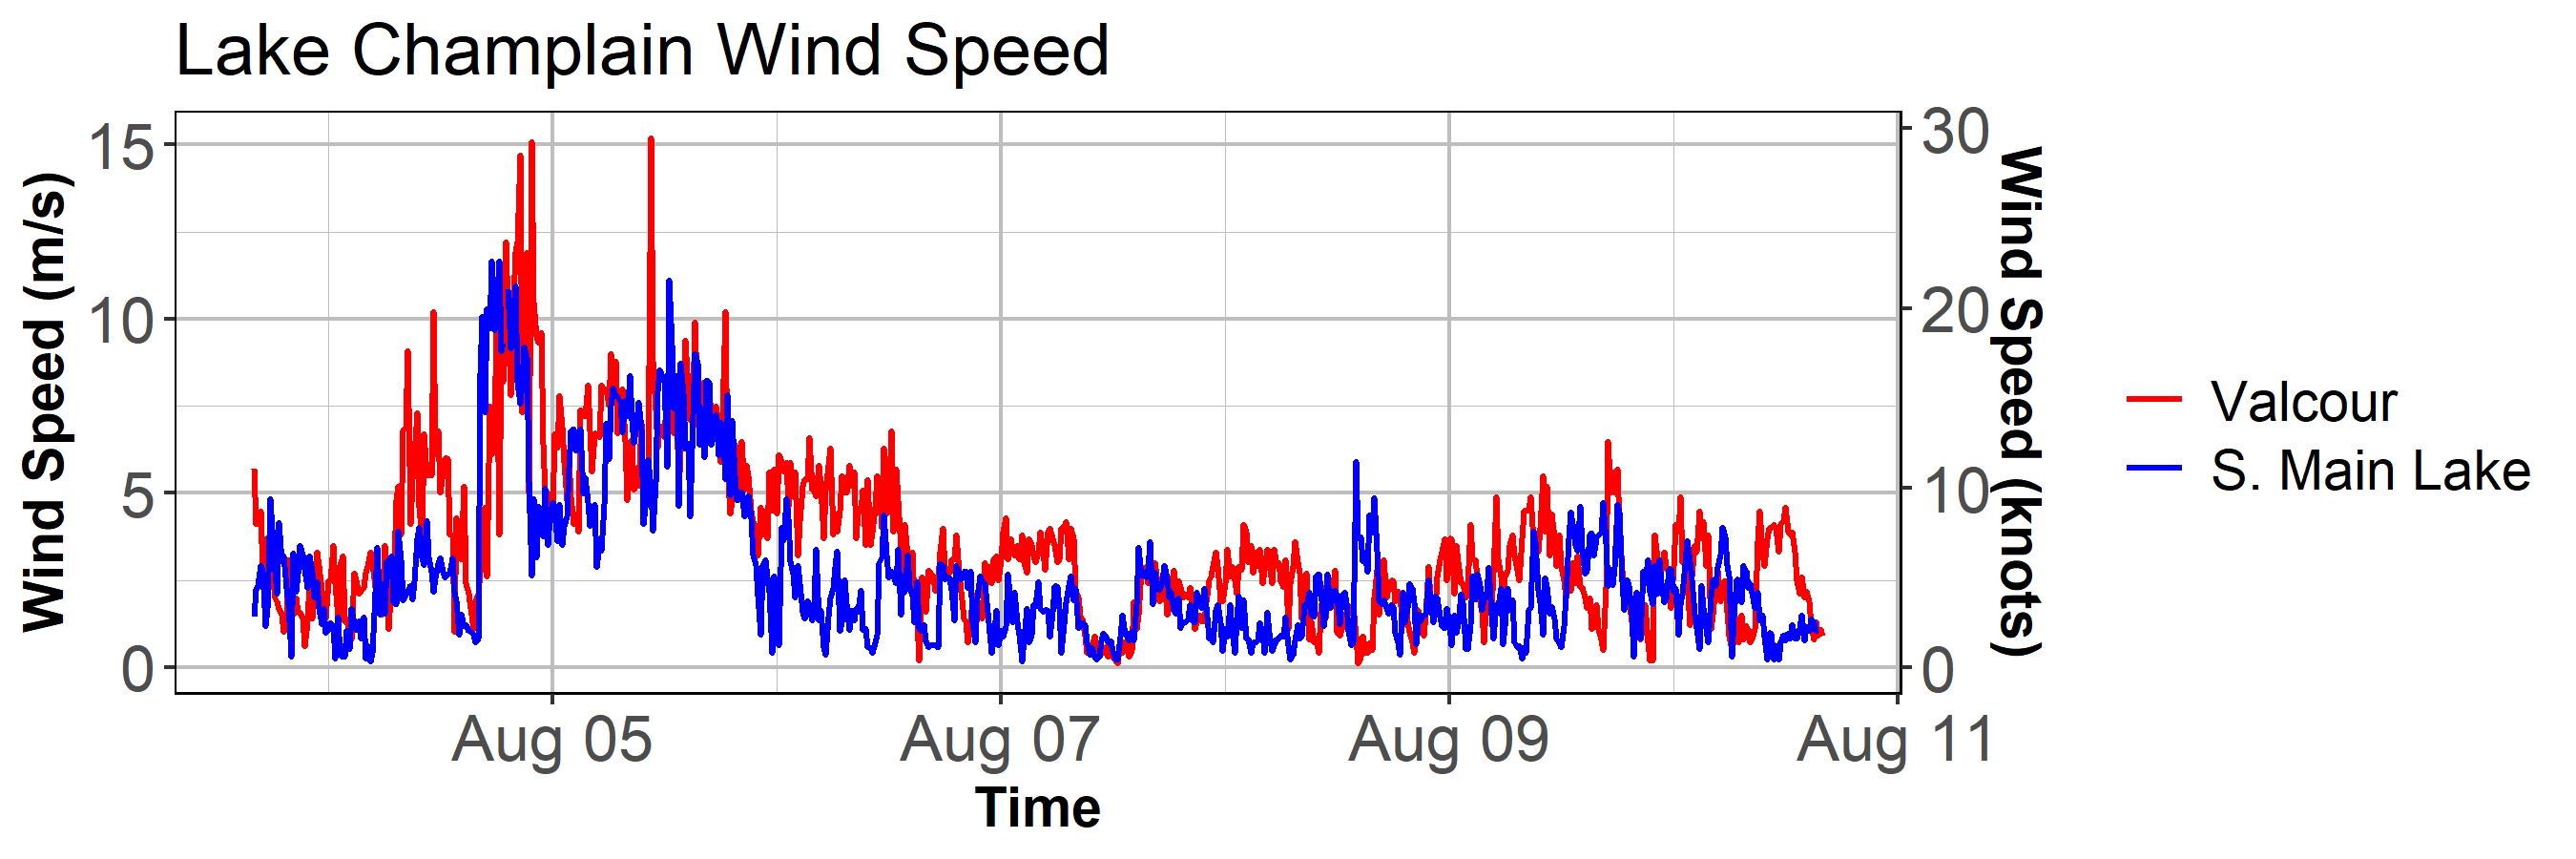 Lake Champlain Wind Speed
Wind Speed (m/s)
15
10
5
0
30
20
10
0
Wind Speed (knots)
Aug 05
Aug 07
Aug 09
Aug 11
Time
Valcour
S. Main Lake